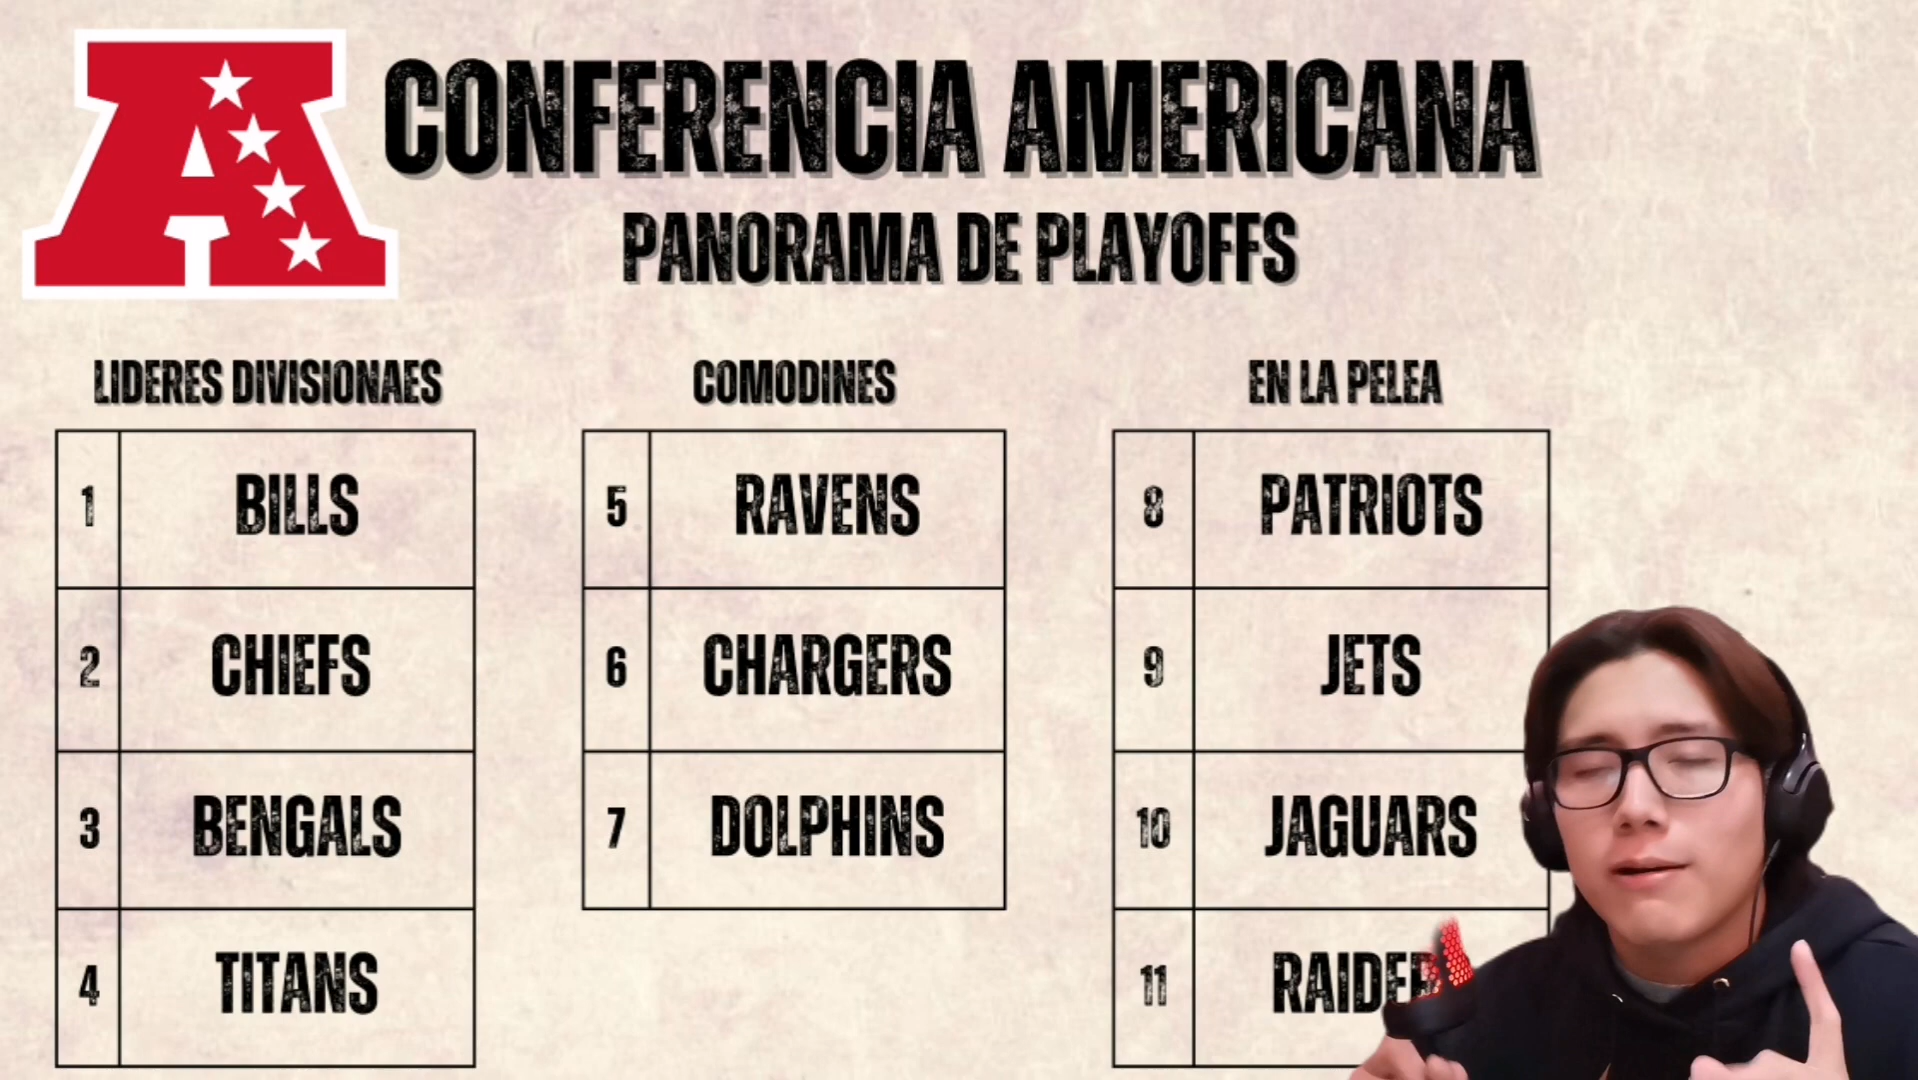 CONFERENCIA AMERICANA
PANORAMA DE PLAYOFFS
LIDERES DIVISIONAES
1 BILLS
2 CHIEFS
3 BENGALS
4 TITANS
COMODINES
5 RAVENS
6 CHARGERS
7 DOLPHINS
EN LA PELEA
8 PATRIOTS
9 JETS
10 JAGUARS
11